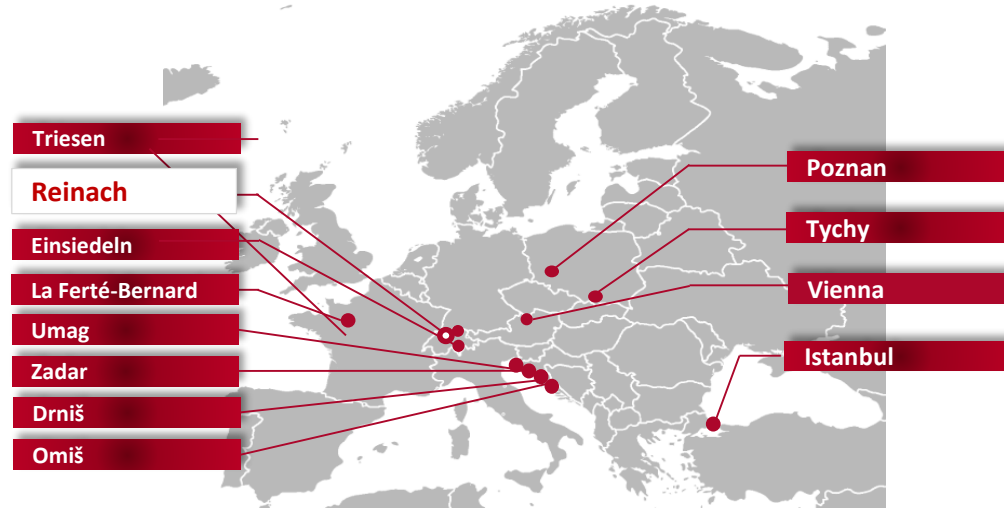 Triesen
Reinach
Einsiedeln
La Ferté-Bernard
Umag
Zadar
Drniš
Omiš
Poznan
Tychy
Vienna
Istanbul